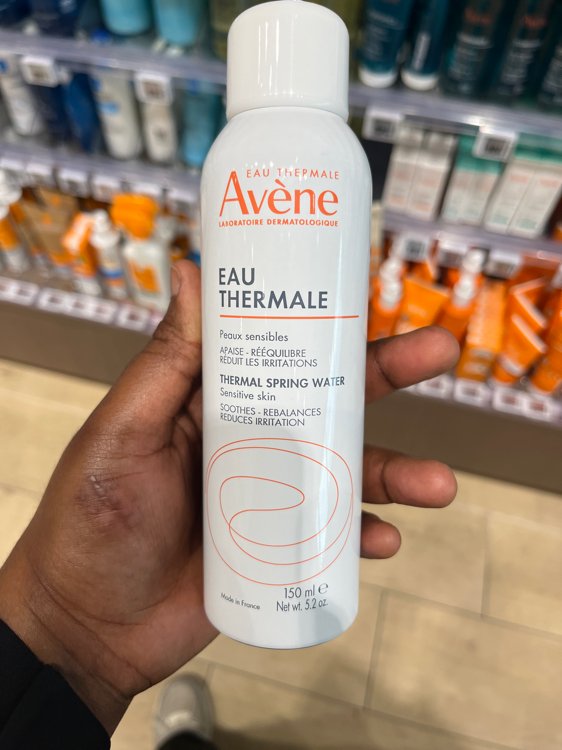 EAU THERMALE
Avène
LABORATOIRE DERMATOLOGIQUE
EAU
THERMALE
Peaux sensibles
APAISE - RÉÉQUILIBRE
RÉDUIT LES IRRITATIONS
THERMAL SPRING WATER
Sensitive skin
SOOTHES - REBALANCES
REDUCES IRRITATION
Made in France
150 ml e
Net wt. 5.2 oz.